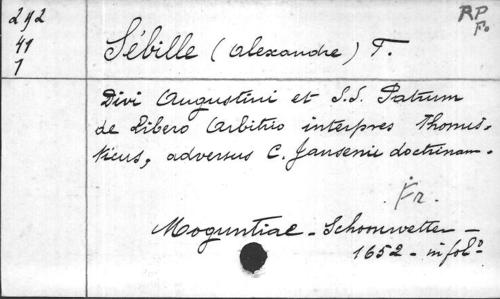 292
41
1
RP
F.
Sébille (Alexandre) T.
Divi Augustini et S.S. Patrum
de Libero Arbitrio interpres Thomis-
ticus, adversus C. Jansenii doctrinam.
Fr.
Moguntiae - Schonwetter -
1652 - in fol.º